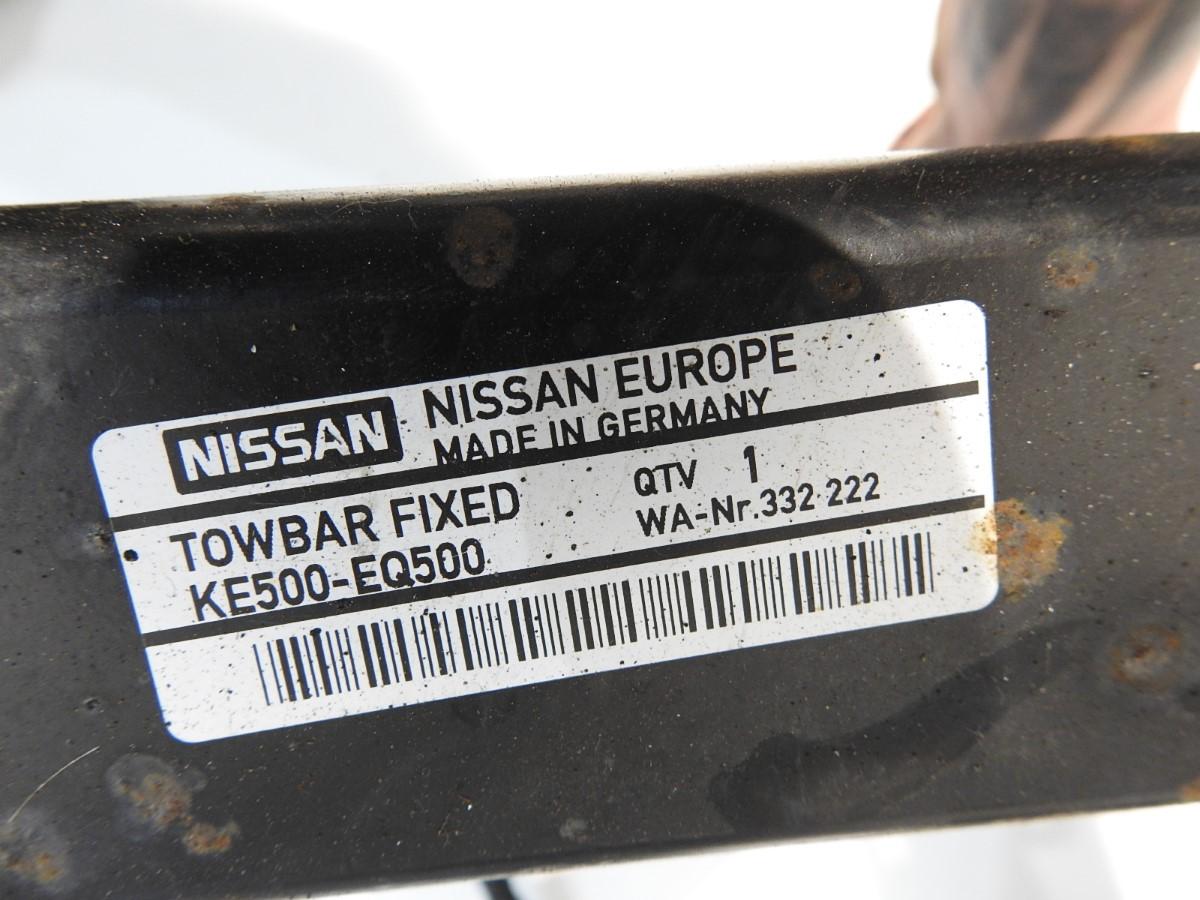 NISSAN NISSAN EUROPE
MADE IN GERMANY
TOWBAR FIXED QTV 1
KE500-EQ500 WA-Nr.332 222